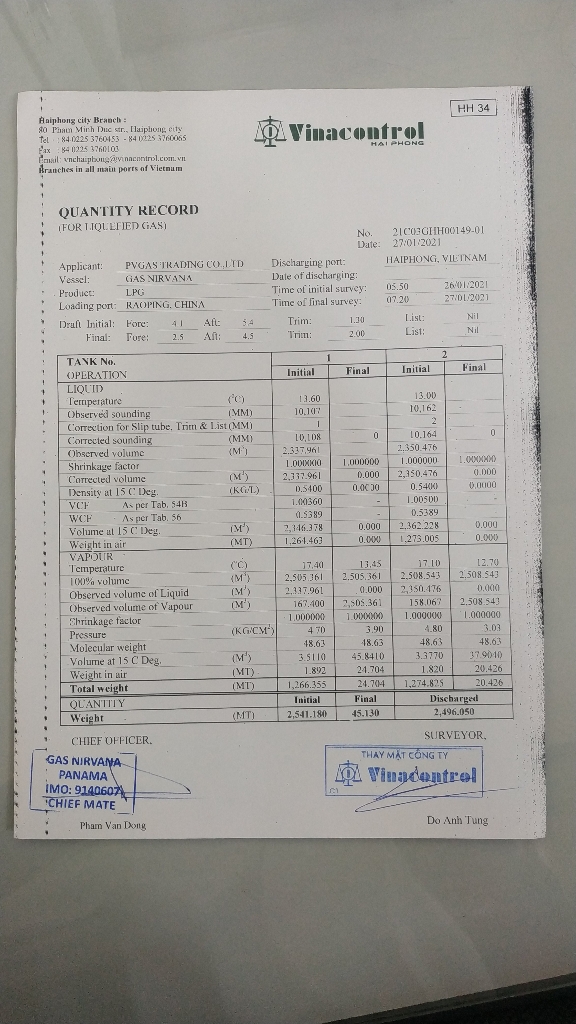 HH 34
Haiphong city Branch :
80 Pham Minh Duc str., Haiphong city
Tel : 84 0225 3760453 - 84 0225 3760065
Fax : 84 0225 3760103
Email: vnchaiphong@vinacontrol.com.vn
Branches in all main ports of Vietnam
Vinacontrol
HAI PHONG
QUANTITY RECORD
(FOR LIQUEFIED GAS)
No. 21C03GHH00149-01
Date: 27/01/2021
Applicant: PVGAS TRADING CO.,LTD Discharging port: HAIPHONG, VIETNAM
Vessel: GAS NIRVANA Date of discharging:
Product: LPG Time of initial survey: 05.50 26/01/2021
Loading port: RAOPING, CHINA Time of final survey: 07.20 27/01/2021
Draft Initial: Fore: 4.1 Aft: 5.4 Trim: 1.30 List: Nil
Final: Fore: 2.5 Aft: 4.5 Trim: 2.00 List: Nil
TANK No. 1 2
OPERATION Initial Final Initial Final
LIQUID
Temperature (°C) 13.60 13.00
Observed sounding (MM) 10,107 - 10,162 -
Correction for Slip tube, Trim & List (MM) 1 2
Corrected sounding (MM) 10,108 0 10,164 0
Observed volume (M³) 2,337.961 2,350.476
Shrinkage factor 1.000000 1.000000 1.000000 1.000000
Corrected volume (M³) 2,337.961 0.000 2,350.476 0.000
Density at 15 C Deg. (KG/L) 0.5400 0.0000 0.5400 0.0000
VCF As per Tab. 54B 1.00360 - 1.00500 -
WCF As per Tab. 56 0.5389 0.5389
Volume at 15 C Deg. (M³) 2,346.378 0.000 2,362.228 0.000
Weight in air (MT) 1,264.463 0.000 1,273.005 0.000
VAPOUR
Temperature (°C) 17.40 13.45 17.10 12.70
100% volume (M³) 2,505.361 2,505.361 2,508.543 2,508.543
Observed volume of Liquid (M³) 2,337.961 0.000 2,350.476 0.000
Observed volume of Vapour (M³) 167.400 2,505.361 158.067 2,508.543
Shrinkage factor 1.000000 1.000000 1.000000 1.000000
Pressure (KG/CM²) 4.70 3.90 4.80 3.03
Molecular weight 48.63 48.63 48.63 48.63
Volume at 15 C Deg. (M³) 3.5110 45.8410 3.3770 37.9040
Weight in air (MT) 1.892 24.704 1.820 20.426
Total weight (MT) 1,266.355 24.704 1,274.825 20.426
QUANTITY Initial Final Discharged
Weight (MT) 2,541.180 45.130 2,496.050
CHIEF OFFICER,
SURVEYOR,
GAS NIRVANA
PANAMA
IMO: 9140607
CHIEF MATE
THAY MẶT CÔNG TY
Vinacontrol
Pham Van Dong
Do Anh Tung